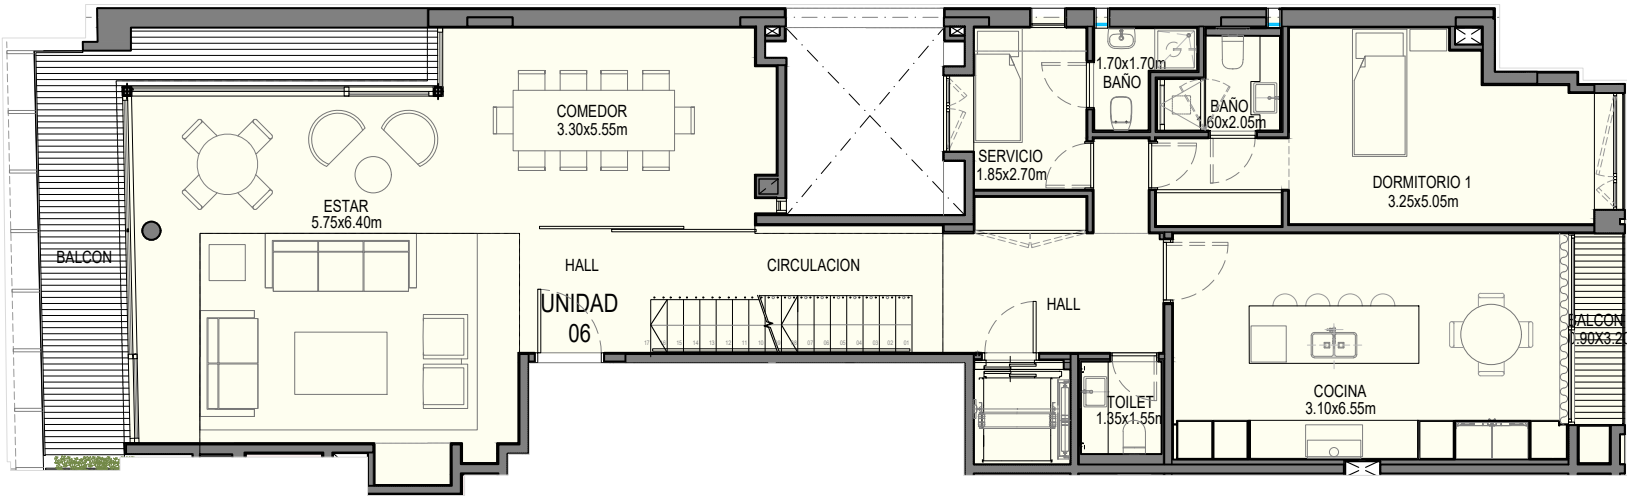 COMEDOR
3.30x5.55m
ESTAR
5.75x6.40m
BALCON
HALL
UNIDAD
06
CIRCULACION
SERVICIO
1.85x2.70m
1.70x1.70m
BAÑO
BAÑO
1.60x2.05m
DORMITORIO 1
3.25x5.05m
HALL
TOILET
1.35x1.55m
COCINA
3.10x6.55m
BALCON